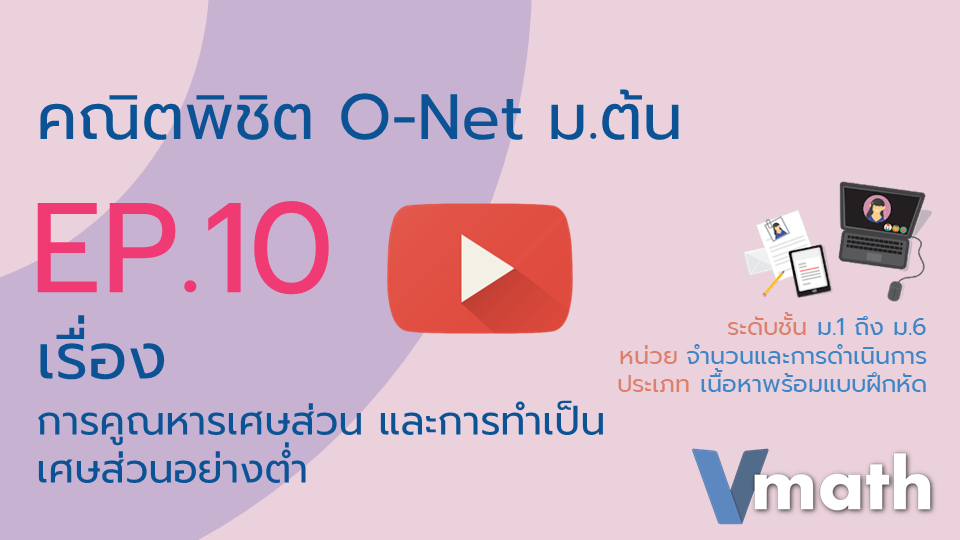 คณิตพิชิต O-Net ม.ต้น
EP.10
เรื่อง
การคูณหารเศษส่วน และการทำเป็น
เศษส่วนอย่างต่ำ
ระดับชั้น ม.1 ถึง ม.6
หน่วย จำนวนและการดำเนินการ
ประเภท เนื้อหาพร้อมแบบฝึกหัด
Vmath